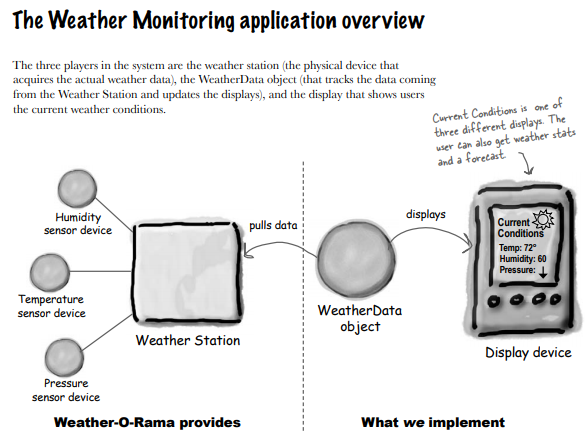 The Weather Monitoring application overview
The three players in the system are the weather station (the physical device that
acquires the actual weather data), the WeatherData object (that tracks the data coming
from the Weather Station and updates the displays), and the display that shows users
the current weather conditions.
Current Conditions is one of
three different displays. The
user can also get weather stats
and a forecast.
Humidity
sensor device
Temperature
sensor device
Pressure
sensor device
Weather Station
pulls data
WeatherData
object
displays
Current
Conditions
Temp: 72°
Humidity: 60
Pressure:
Display device
Weather-O-Rama provides
What we implement